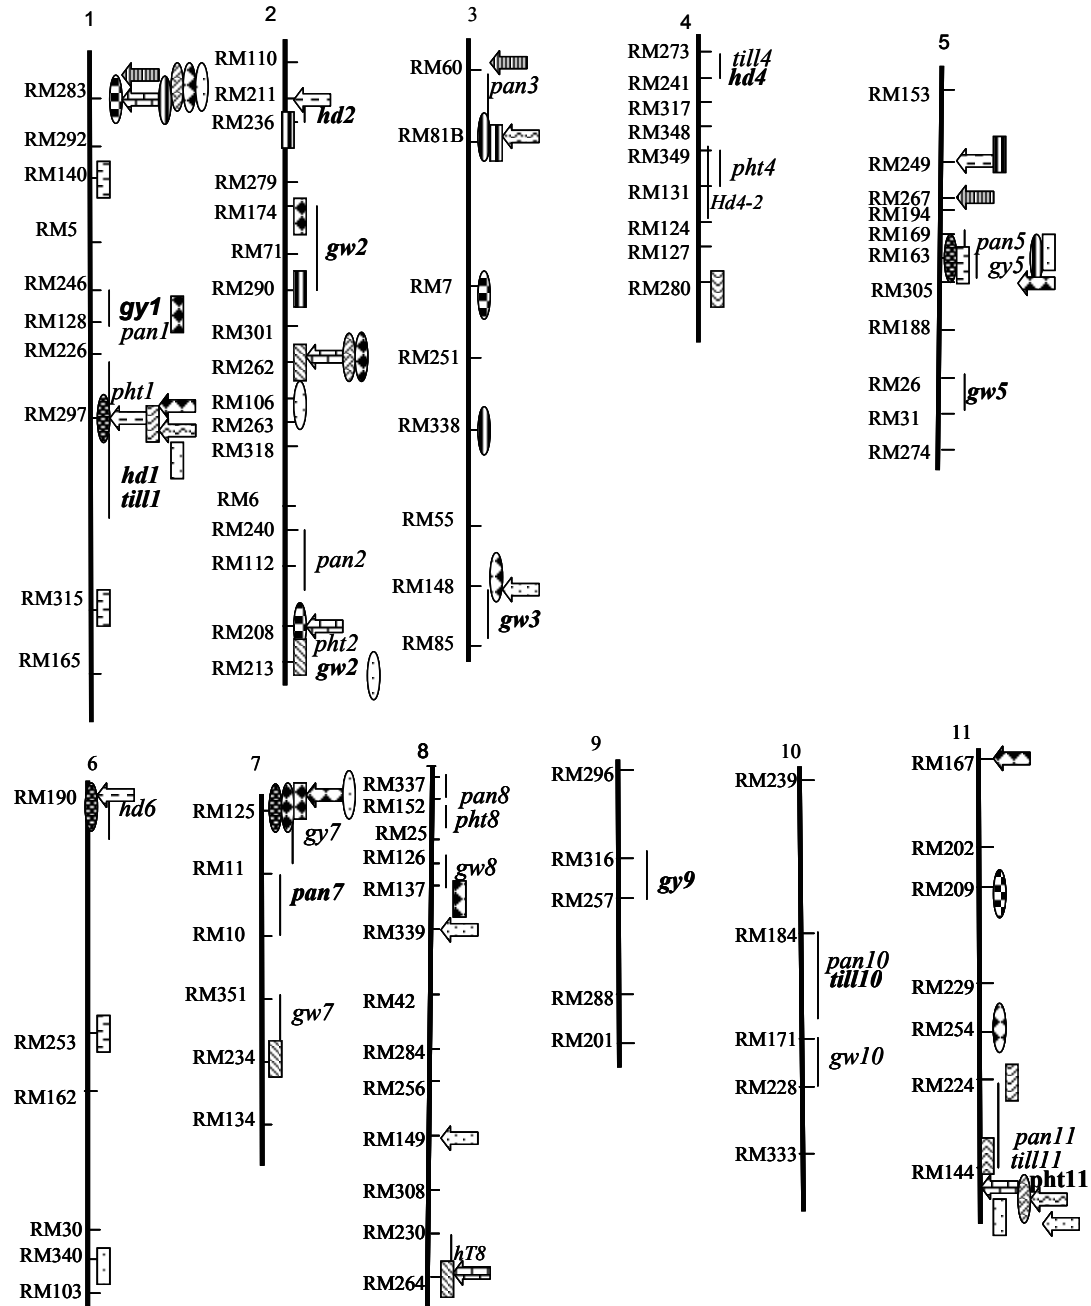 1
RM283
RM292
RM140
RM5
RM246
RM128
RM226
RM297
RM315
RM165
gy1
pan1
pht1
hd1
till1
2
RM110
RM211
RM236
RM279
RM174
RM71
RM290
RM301
RM262
RM106
RM263
RM318
RM6
RM240
RM112
RM208
RM213
hd2
gw2
pan2
pht2
gw2
3
RM60
RM81B
RM7
RM251
RM338
RM55
RM148
RM85
pan3
gw3
4
RM273
RM241
RM317
RM348
RM349
RM131
RM124
RM127
RM280
till4
hd4
pht4
Hd4-2
5
RM153
RM249
RM267
RM194
RM169
RM163
RM305
RM188
RM26
RM31
RM274
pan5
gy5
gw5
6
RM190
RM253
RM162
RM30
RM340
RM103
hd6
7
RM125
RM11
RM10
RM351
RM234
RM134
gy7
pan7
gw7
8
RM337
RM152
RM25
RM126
RM137
RM339
RM42
RM284
RM256
RM149
RM308
RM230
RM264
pan8
pht8
gw8
hT8
9
RM296
RM316
RM257
RM288
RM201
gy9
10
RM239
RM184
RM171
RM228
RM333
pan10
till10
gw10
11
RM167
RM202
RM209
RM229
RM254
RM224
RM144
pan11
till11
pht11